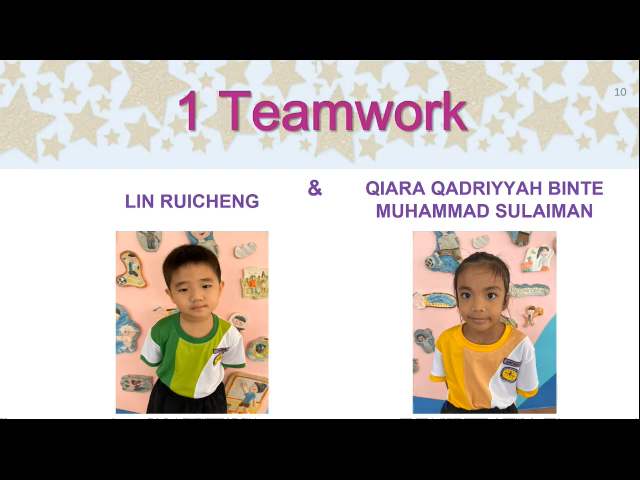 1 Teamwork
10
LIN RUICHENG
&
QIARA QADRIYYAH BINTE
MUHAMMAD SULAIMAN